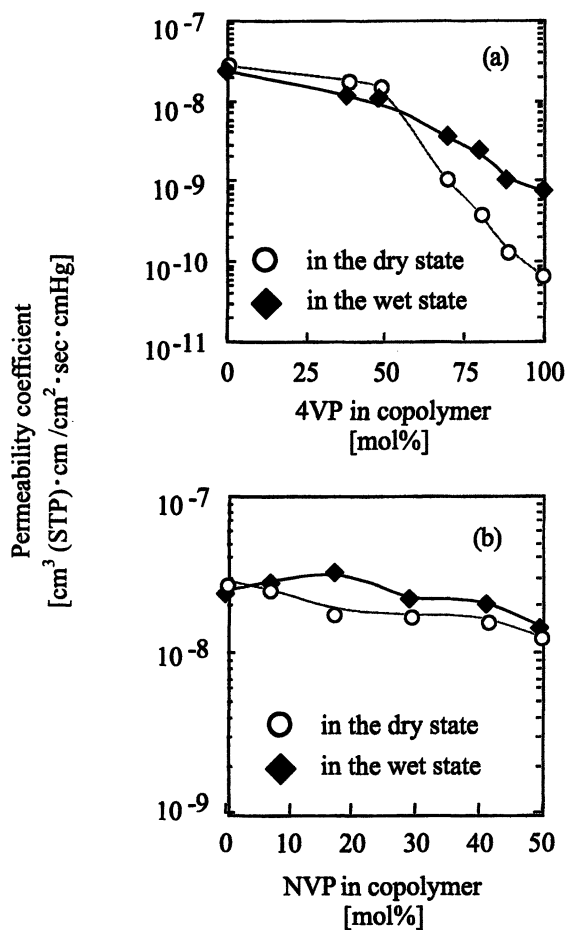 Permeability coefficient
[cm³ (STP)·cm /cm²·sec·cmHg]
(a)
10⁻⁷
10⁻⁸
10⁻⁹
10⁻¹⁰
10⁻¹¹
in the dry state
in the wet state
0 25 50 75 100
4VP in copolymer
[mol%]
(b)
10⁻⁷
10⁻⁸
10⁻⁹
in the dry state
in the wet state
0 10 20 30 40 50
NVP in copolymer
[mol%]